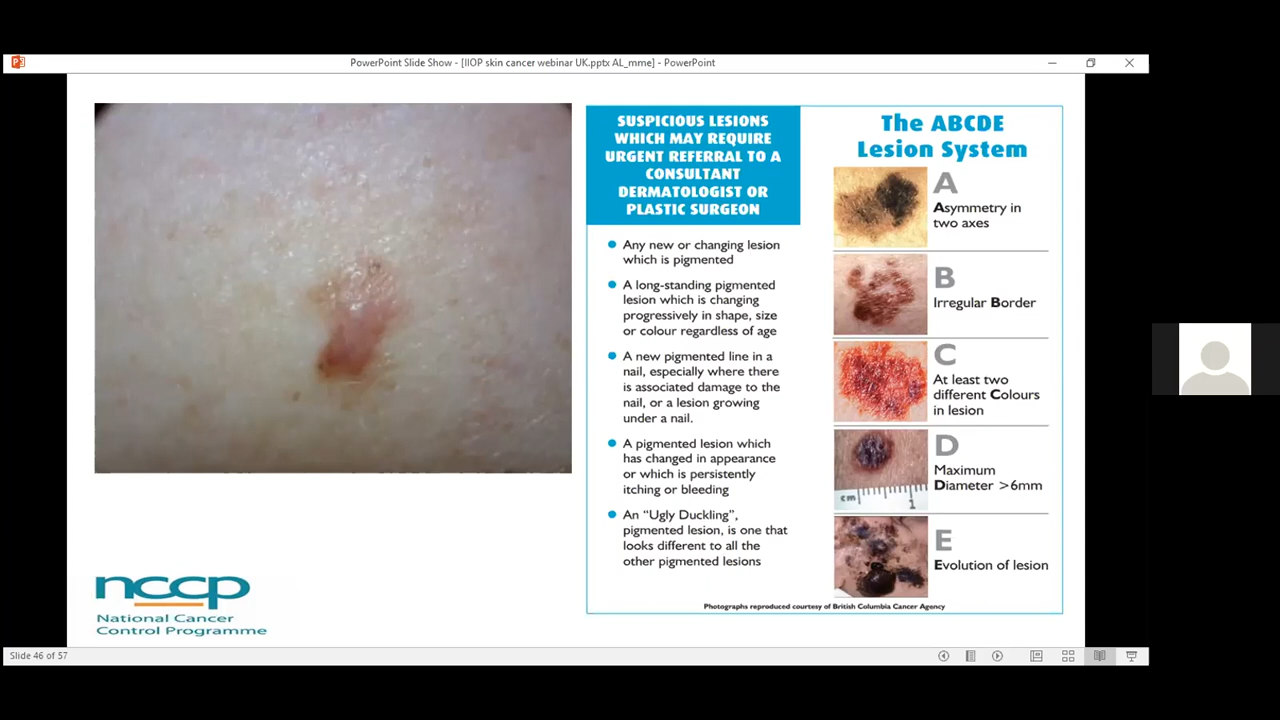 PowerPoint Slide Show - [IIOP skin cancer webinar UK.pptx AL_mme] - PowerPoint
SUSPICIOUS LESIONS
WHICH MAY REQUIRE
URGENT REFERRAL TO A
CONSULTANT
DERMATOLOGIST OR
PLASTIC SURGEON
Any new or changing lesion
which is pigmented
A long-standing pigmented
lesion which is changing
progressively in shape, size
or colour regardless of age
A new pigmented line in a
nail, especially where there
is associated damage to the
nail, or a lesion growing
under a nail.
A pigmented lesion which
has changed in appearance
or which is persistently
itching or bleeding
An “Ugly Duckling”,
pigmented lesion, is one that
looks different to all the
other pigmented lesions
The ABCDE
Lesion System
A
Asymmetry in
two axes
B
Irregular Border
C
At least two
different Colours
in lesion
cm 1
D
Maximum
Diameter >6mm
E
Evolution of lesion
Photographs reproduced courtesy of British Columbia Cancer Agency
nccp
National Cancer
Control Programme
Slide 46 of 57